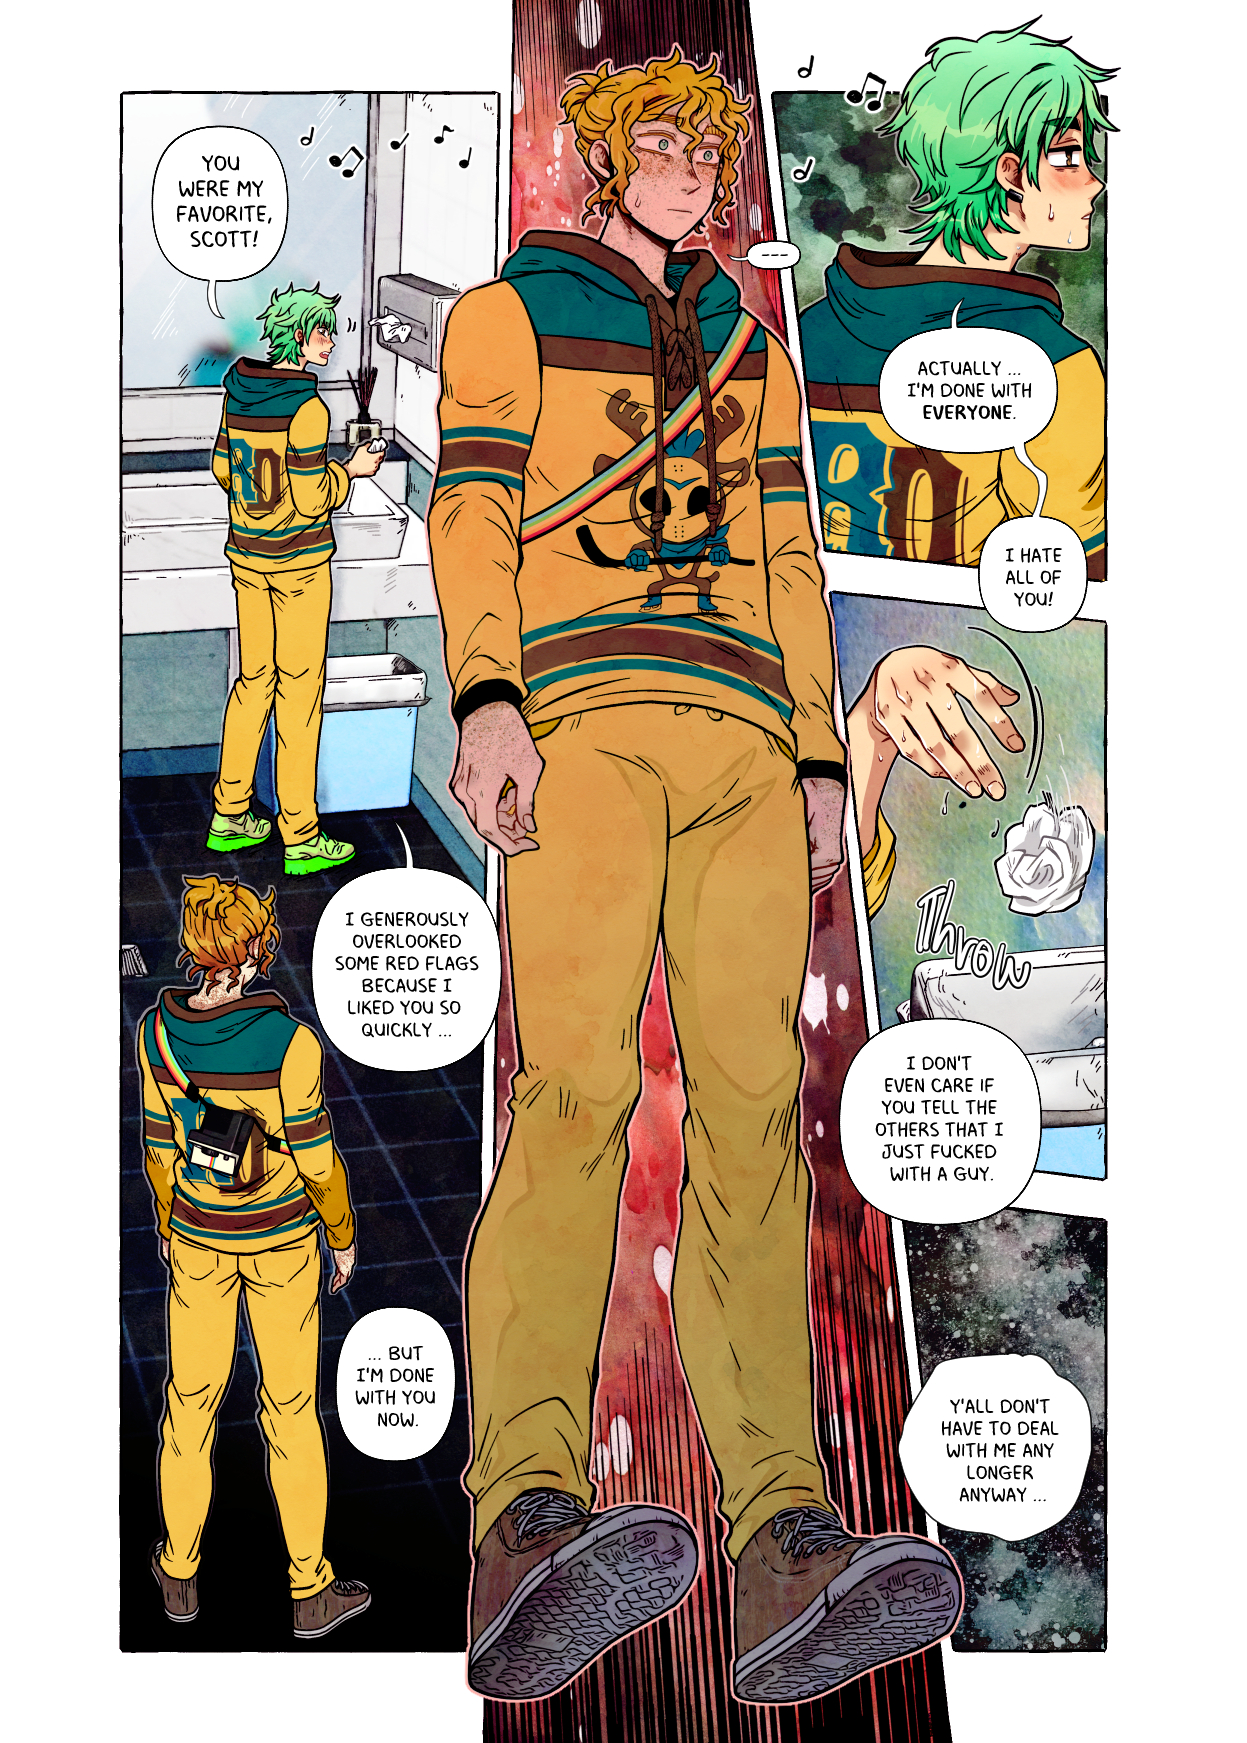 YOU
WERE MY
FAVORITE,
SCOTT!
I GENEROUSLY
OVERLOOKED
SOME RED FLAGS
BECAUSE I
LIKED YOU SO
QUICKLY ...
... BUT
I'M DONE
WITH YOU
NOW.
----
ACTUALLY ...
I'M DONE WITH
EVERYONE.
I HATE
ALL OF
YOU!
Throw
I DON'T
EVEN CARE IF
YOU TELL THE
OTHERS THAT I
JUST FUCKED
WITH A GUY.
Y'ALL DON'T
HAVE TO DEAL
WITH ME ANY
LONGER
ANYWAY ...